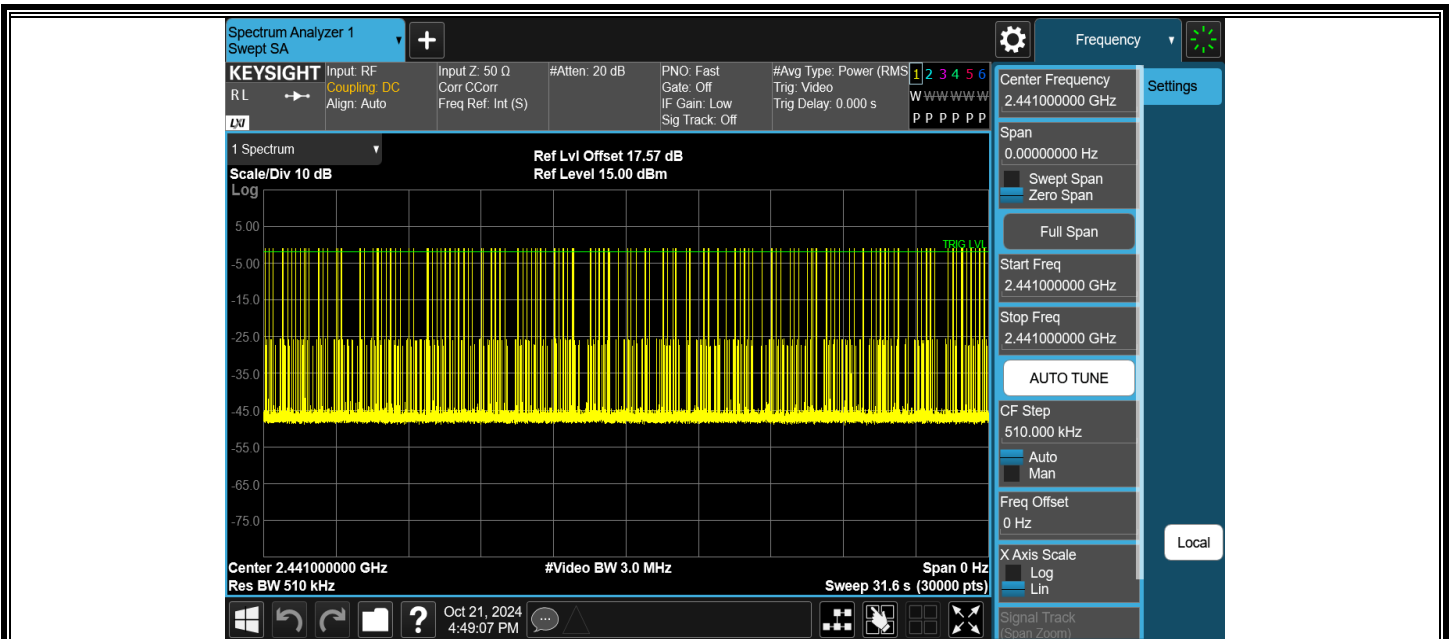 Spectrum Analyzer 1
Swept SA
Frequency
KEYSIGHT
RL
LXI
Input: RF
Coupling: DC
Align: Auto
Input Z: 50 Ω
Corr CCorr
Freq Ref: Int (S)
#Atten: 20 dB
PNO: Fast
Gate: Off
IF Gain: Low
Sig Track: Off
#Avg Type: Power (RMS
Trig: Video
Trig Delay: 0.000 s
1 2 3 4 5 6
W W W W W W
P P P P P P
1 Spectrum
Scale/Div 10 dB
Ref Lvl Offset 17.57 dB
Ref Level 15.00 dBm
Log
5.00
-5.00
-15.0
-25.0
-35.0
-45.0
-55.0
-65.0
-75.0
TRIG LVL
Center 2.441000000 GHz
Res BW 510 kHz
#Video BW 3.0 MHz
Span 0 Hz
Sweep 31.6 s (30000 pts)
Oct 21, 2024
4:49:07 PM
?
Center Frequency
2.441000000 GHz
Span
0.00000000 Hz
Swept Span
Zero Span
Full Span
Start Freq
2.441000000 GHz
Stop Freq
2.441000000 GHz
AUTO TUNE
CF Step
510.000 kHz
Auto
Man
Freq Offset
0 Hz
X Axis Scale
Log
Lin
Signal Track
(Span Zoom)
Settings
Local